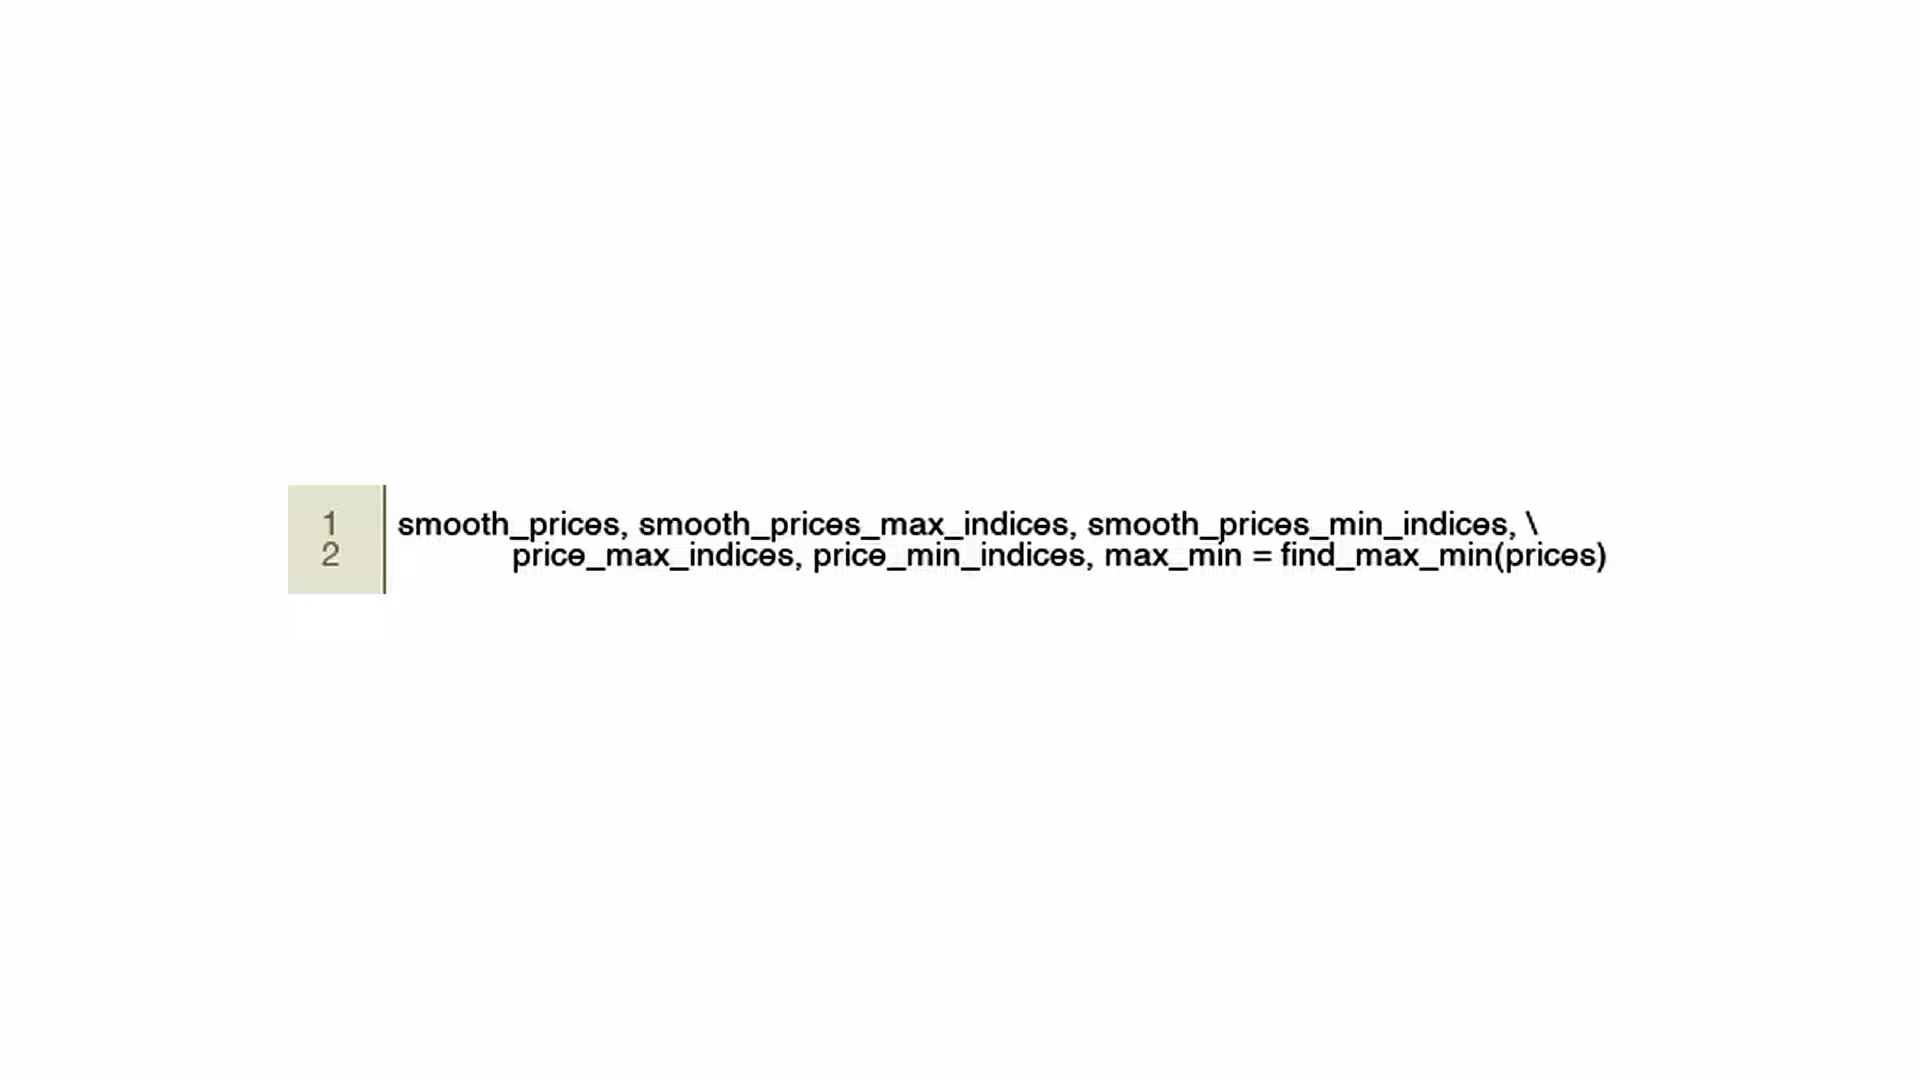 1 smooth_prices, smooth_prices_max_indices, smooth_prices_min_indices, \
2 price_max_indices, price_min_indices, max_min = find_max_min(prices)